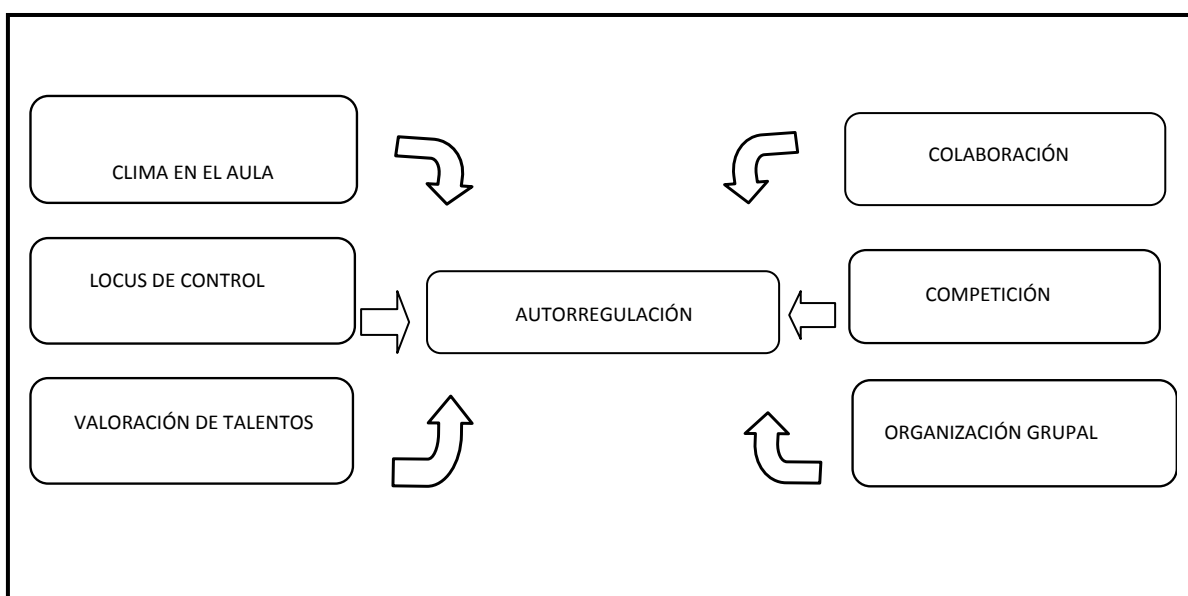 CLIMA EN EL AULA
LOCUS DE CONTROL
VALORACIÓN DE TALENTOS
AUTORREGULACIÓN
COLABORACIÓN
COMPETICIÓN
ORGANIZACIÓN GRUPAL